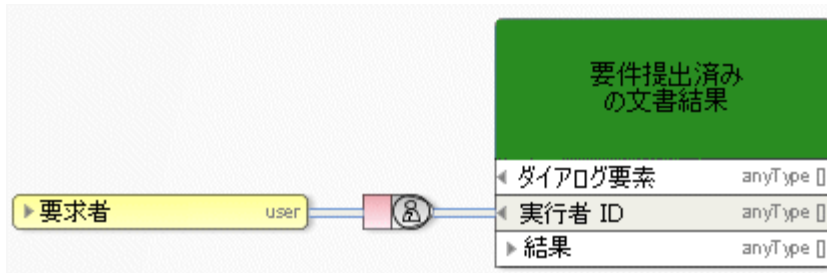 要件提出済み
の文書結果
ダイアログ要素 anyType []
要求者 user
実行者 ID anyType []
結果 anyType []